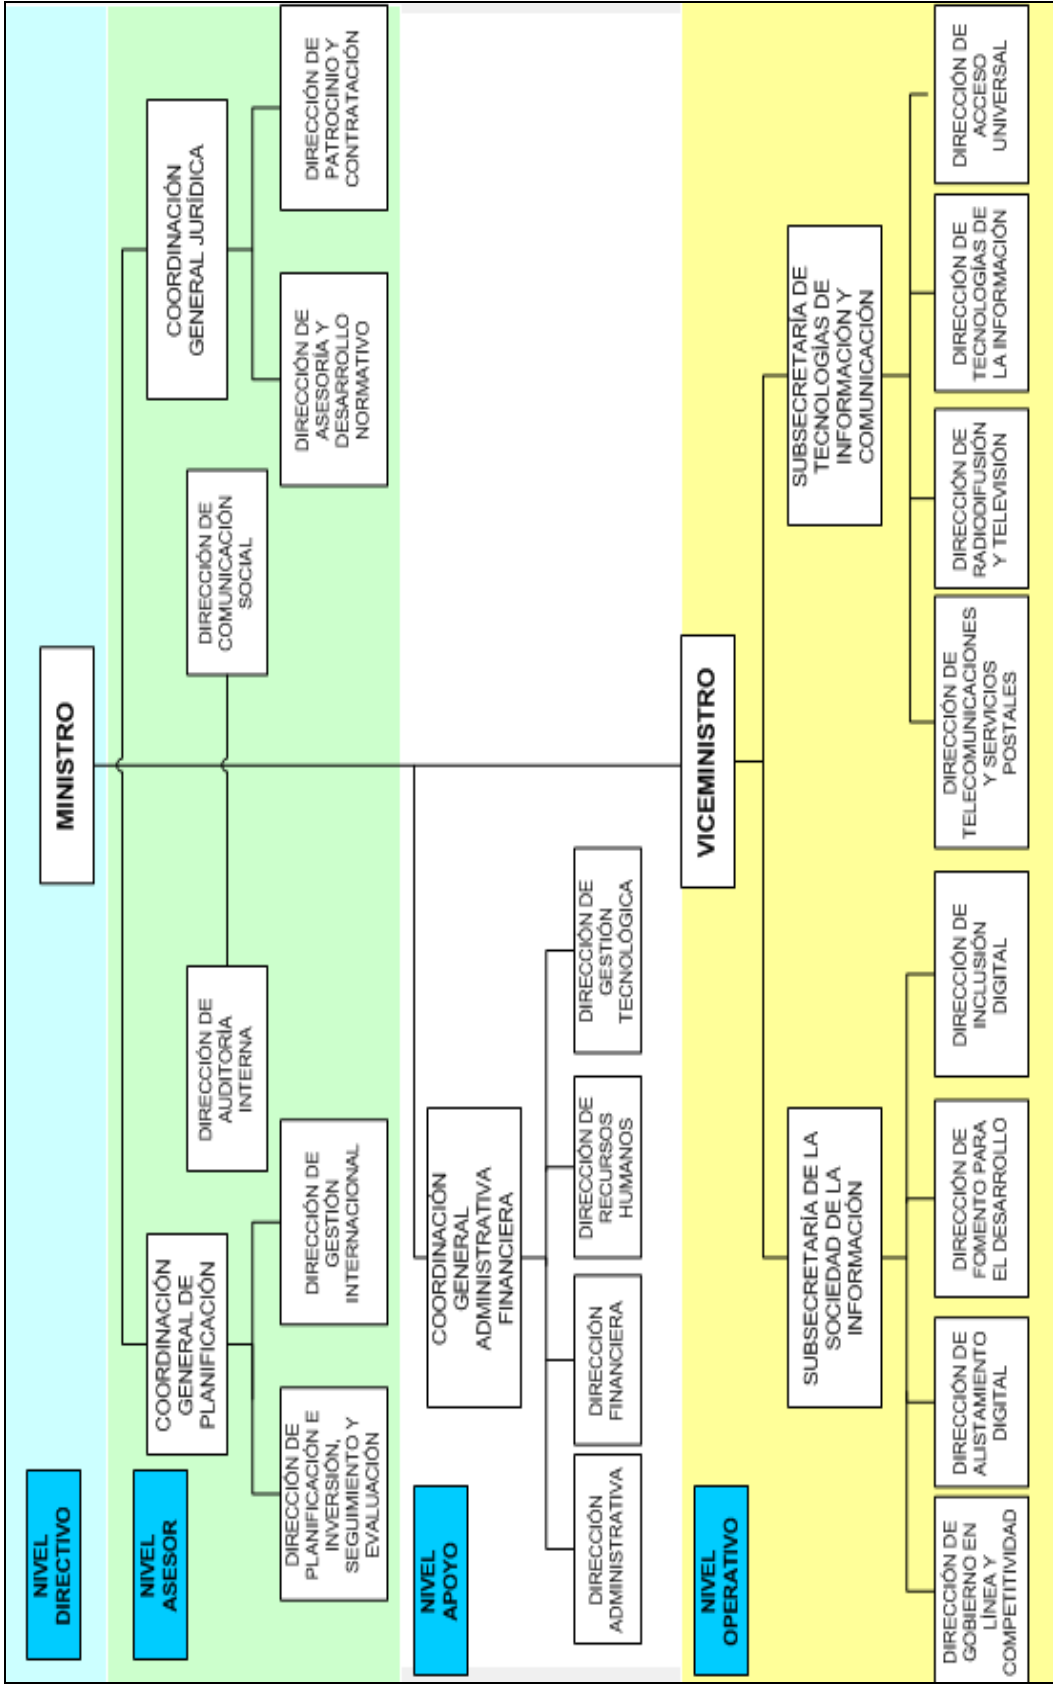 NIVEL
DIRECTIVO
MINISTRO
NIVEL
ASESOR
COORDINACIÓN
GENERAL DE
PLANIFICACIÓN
COORDINACIÓN
GENERAL JURÍDICA
DIRECCIÓN DE
AUDITORÍA
INTERNA
DIRECCIÓN DE
COMUNICACIÓN
SOCIAL
DIRECCIÓN DE
PLANIFICACIÓN E
INVERSIÓN,
SEGUIMIENTO Y
EVALUACIÓN
DIRECCIÓN DE
GESTIÓN
INTERNACIONAL
DIRECCIÓN DE
ASESORÍA Y
DESARROLLO
NORMATIVO
DIRECCIÓN DE
PATROCINIO Y
CONTRATACIÓN
NIVEL
APOYO
COORDINACIÓN
GENERAL
ADMINISTRATIVA
FINANCIERA
DIRECCIÓN
ADMINISTRATIVA
DIRECCIÓN
FINANCIERA
DIRECCIÓN DE
RECURSOS
HUMANOS
DIRECCIÓN DE
GESTIÓN
TECNOLÓGICA
NIVEL
OPERATIVO
VICEMINISTRO
SUBSECRETARÍA DE LA
SOCIEDAD DE LA
INFORMACIÓN
SUBSECRETARÍA DE
TECNOLOGÍAS DE
INFORMACIÓN Y
COMUNICACIÓN
DIRECCIÓN DE
GOBIERNO EN
LÍNEA Y
COMPETITIVIDAD
DIRECCIÓN DE
ALISTAMIENTO
DIGITAL
DIRECCIÓN DE
FOMENTO PARA
EL DESARROLLO
DIRECCIÓN DE
INCLUSIÓN
DIGITAL
DIRECCIÓN DE
TELECOMUNICACIONES
Y SERVICIOS
POSTALES
DIRECCIÓN DE
RADIODIFUSIÓN
Y TELEVISIÓN
DIRECCIÓN DE
TECNOLOGÍAS DE
LA INFORMACIÓN
DIRECCIÓN DE
ACCESO
UNIVERSAL